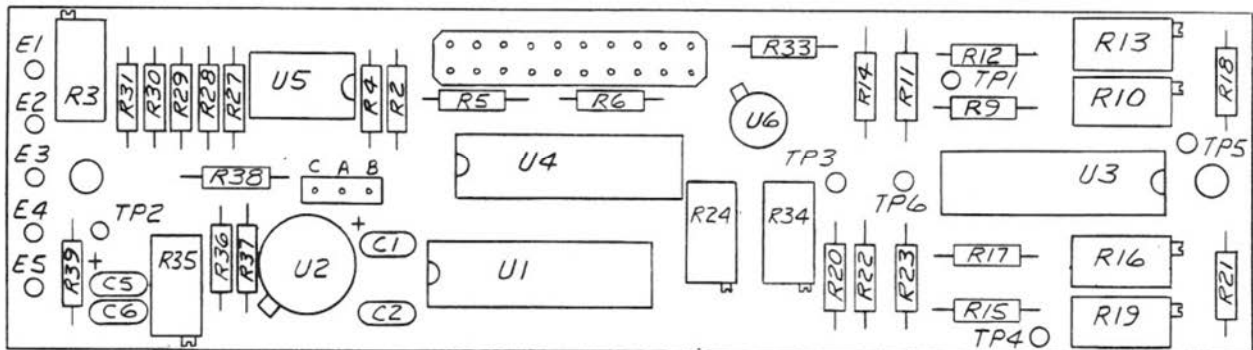 E1
R3
R31
R30
R29
R28
R27
U5
R4
R2
R5
R6
R33
R14
R11
R12
TP1
R9
R13
R10
R18
E2
U6
TP5
E3
R38
C A B
U4
TP3
TP6
U3
E4
TP2
R39
R35
R36
R37
U2
+
C1
U1
R24
R34
R20
R22
R23
R17
R16
R21
E5
+
C5
C6
C2
R15
R19
TP4